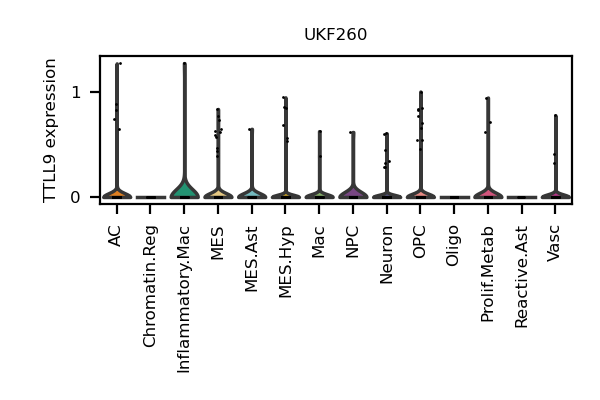 UKF260
TTLL9 expression
1
0
AC
Chromatin.Reg
Inflammatory.Mac
MES
MES.Ast
MES.Hyp
Mac
NPC
Neuron
OPC
Oligo
Prolif.Metab
Reactive.Ast
Vasc